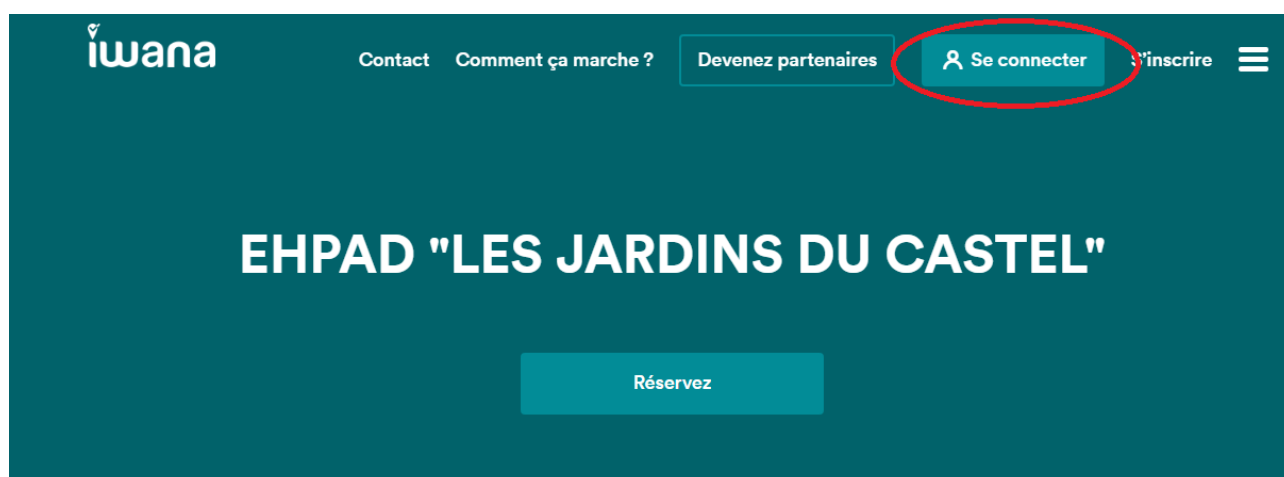 iwana
Contact Comment ça marche ? Devenez partenaires Se connecter S'inscrire
EHPAD "LES JARDINS DU CASTEL"
Réservez